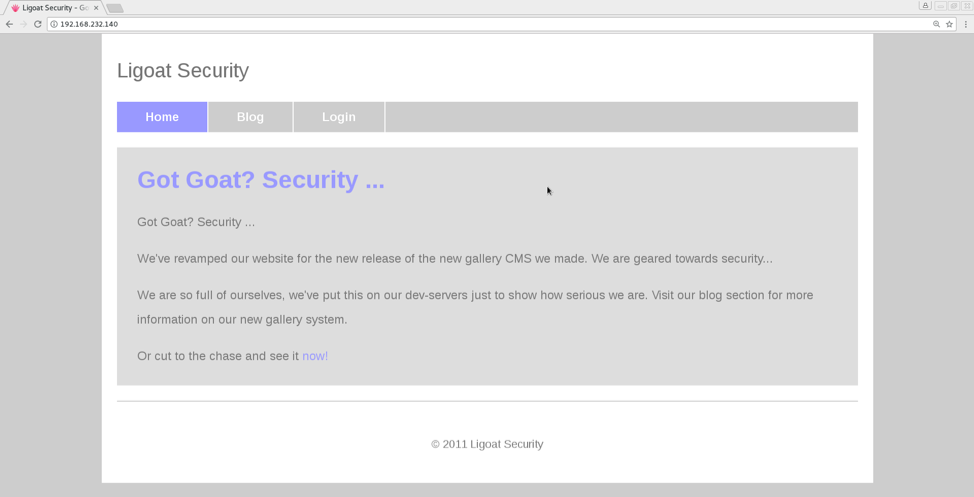 Ligoat Security - Go
192.168.232.140
Ligoat Security
Home Blog Login
Got Goat? Security ...
Got Goat? Security ...
We've revamped our website for the new release of the new gallery CMS we made. We are geared towards security...
We are so full of ourselves, we've put this on our dev-servers just to show how serious we are. Visit our blog section for more
information on our new gallery system.
Or cut to the chase and see it now!
© 2011 Ligoat Security